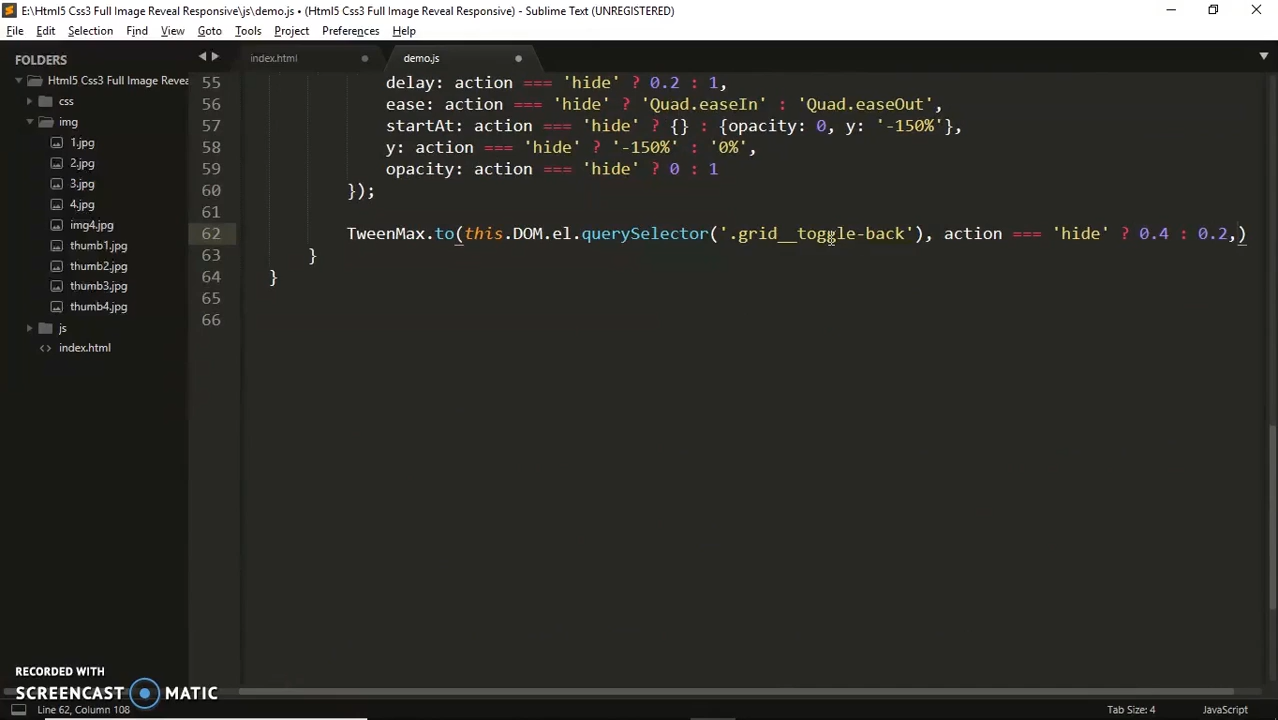 E:\Html5 Css3 Full Image Reveal Responsive\js\demo.js • (Html5 Css3 Full Image Reveal Responsive) - Sublime Text (UNREGISTERED)
File Edit Selection Find View Goto Tools Project Preferences Help
FOLDERS
Html5 Css3 Full Image Revea
css
img
1.jpg
2.jpg
3.jpg
4.jpg
img4.jpg
thumb1.jpg
thumb2.jpg
thumb3.jpg
thumb4.jpg
js
index.html
index.html demo.js
55 delay: action === 'hide' ? 0.2 : 1,
56 ease: action === 'hide' ? 'Quad.easeIn' : 'Quad.easeOut',
57 startAt: action === 'hide' ? {} : {opacity: 0, y: '-150%'},
58 y: action === 'hide' ? '-150%' : '0%',
59 opacity: action === 'hide' ? 0 : 1
60 });
61
62 TweenMax.to(this.DOM.el.querySelector('.grid__toggle-back'), action === 'hide' ? 0.4 : 0.2,)
63 }
64 }
65
66
RECORDED WITH
SCREENCAST MATIC
Line 62, Column 108 Tab Size: 4 JavaScript